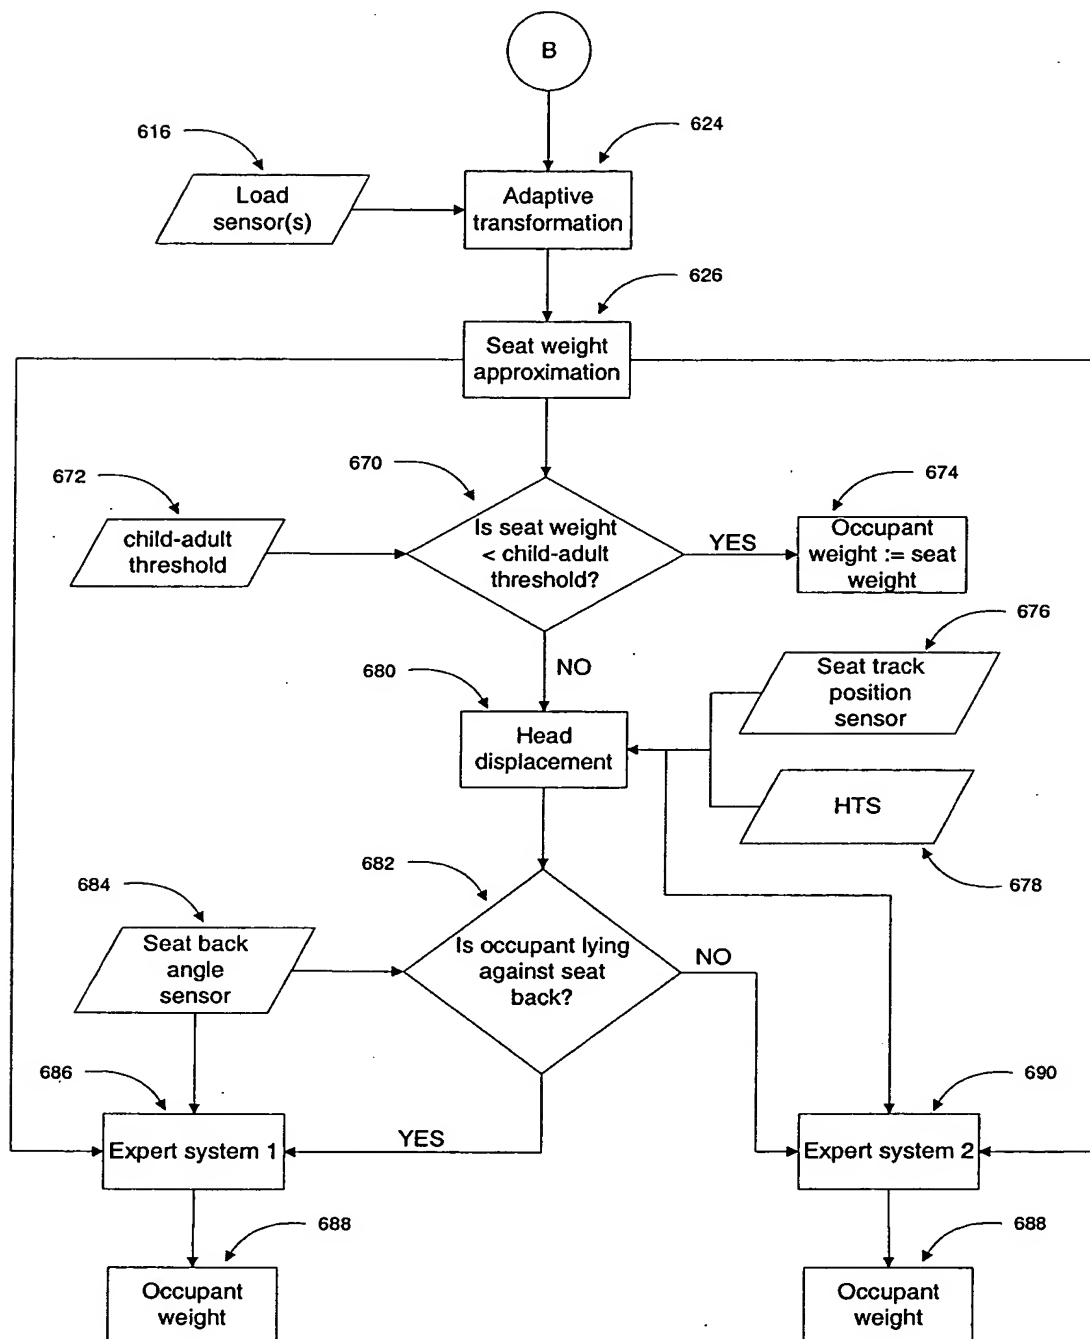 B
616
624
Load
sensor(s)
Adaptive
transformation
626
Seat weight
approximation
672
670
674
child-adult
threshold
Is seat weight
< child-adult
threshold?
YES
Occupant
weight := seat
weight
NO
676
680
Seat track
position
sensor
Head
displacement
HTS
682
678
684
Seat back
angle
sensor
Is occupant lying
against seat
back?
NO
686
690
Expert system 1
YES
Expert system 2
688
688
Occupant
weight
Occupant
weight